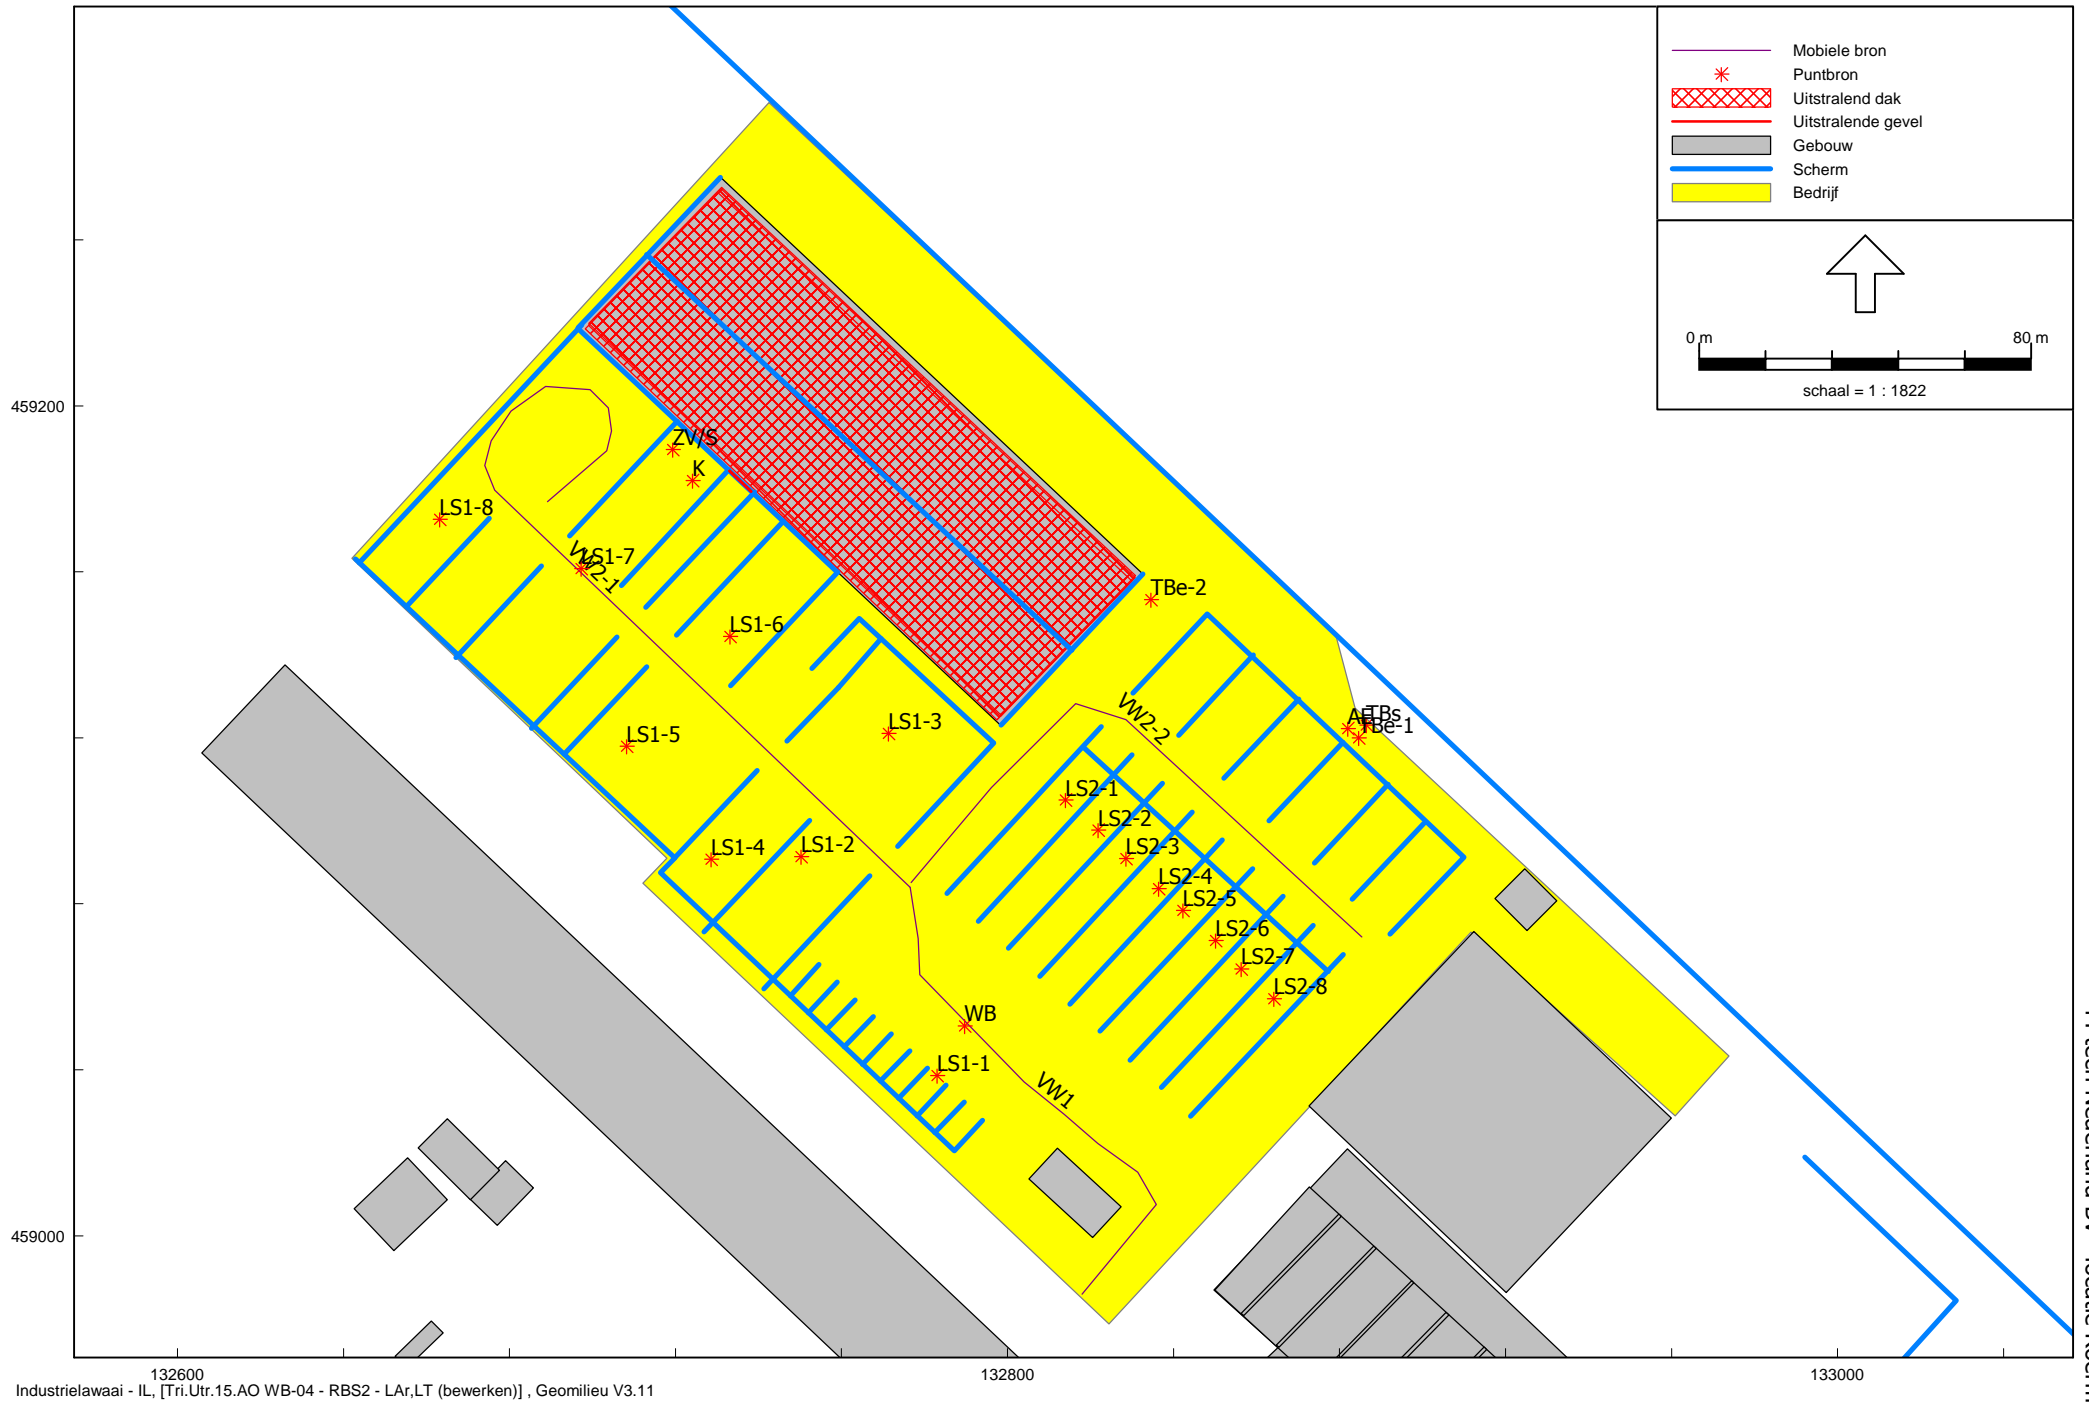 Mobiele bron
Puntbron
Uitstralend dak
Uitstralende gevel
Gebouw
Scherm
Bedrijf
0 m
80 m
schaal = 1 : 1822
459200
ZV/S
K
LS1-8
LS1-7
VW2-1
TBe-2
LS1-6
VW2-2
LS1-3
TBs
TBe-1
LS1-5
LS2-1
LS2-2
LS1-4
LS1-2
LS2-3
LS2-4
LS2-5
LS2-6
LS2-7
LS2-8
WB
LS1-1
VW1
459000
132600
132800
133000
Industrielawaai - IL, [Tri.Utr.15.AO WB-04 - RBS2 - LAr,LT (bewerken)] , Geomilieu V3.11